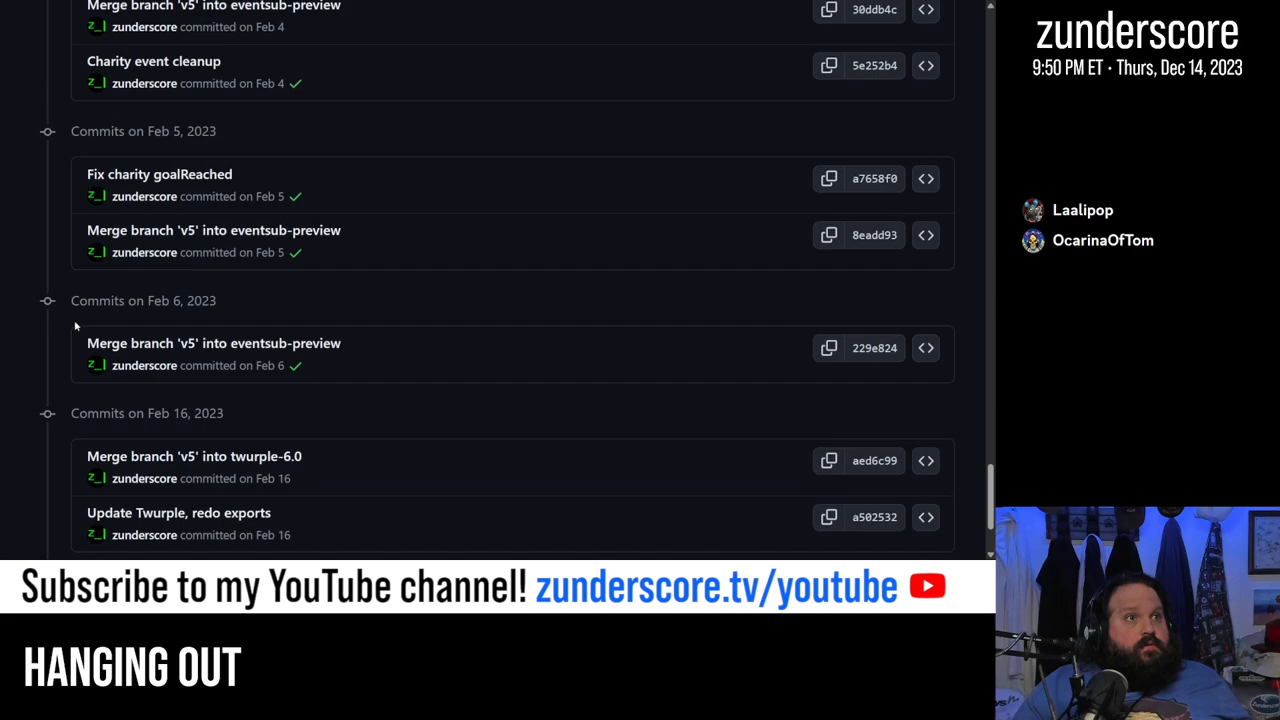 Merge branch 'v5' into eventsub-preview
30ddb4c
zunderscore committed on Feb 4
Charity event cleanup
5e252b4
zunderscore committed on Feb 4
Commits on Feb 5, 2023
Fix charity goalReached
a7658f0
zunderscore committed on Feb 5
Merge branch 'v5' into eventsub-preview
8eadd93
zunderscore committed on Feb 5
Commits on Feb 6, 2023
Merge branch 'v5' into eventsub-preview
229e824
zunderscore committed on Feb 6
Commits on Feb 16, 2023
Merge branch 'v5' into twurple-6.0
aed6c99
zunderscore committed on Feb 16
Update Twurple, redo exports
a502532
zunderscore committed on Feb 16
zunderscore
9:50 PM ET • Thurs, Dec 14, 2023
Laalipop
OcarinaOfTom
Subscribe to my YouTube channel! zunderscore.tv/youtube
HANGING OUT